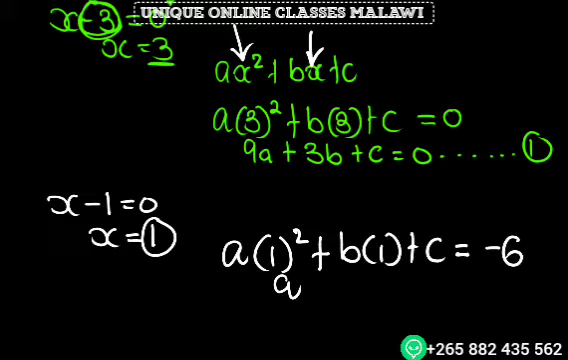 UNIQUE ONLINE CLASSES MALAWI
x-3=0
x=3
ax²+bx+c
a(3)²+b(3)+c=0
9a+3b+c=0......①
x-1=0
x=1
a(1)²+b(1)+c=-6
a
+265 882 435 562